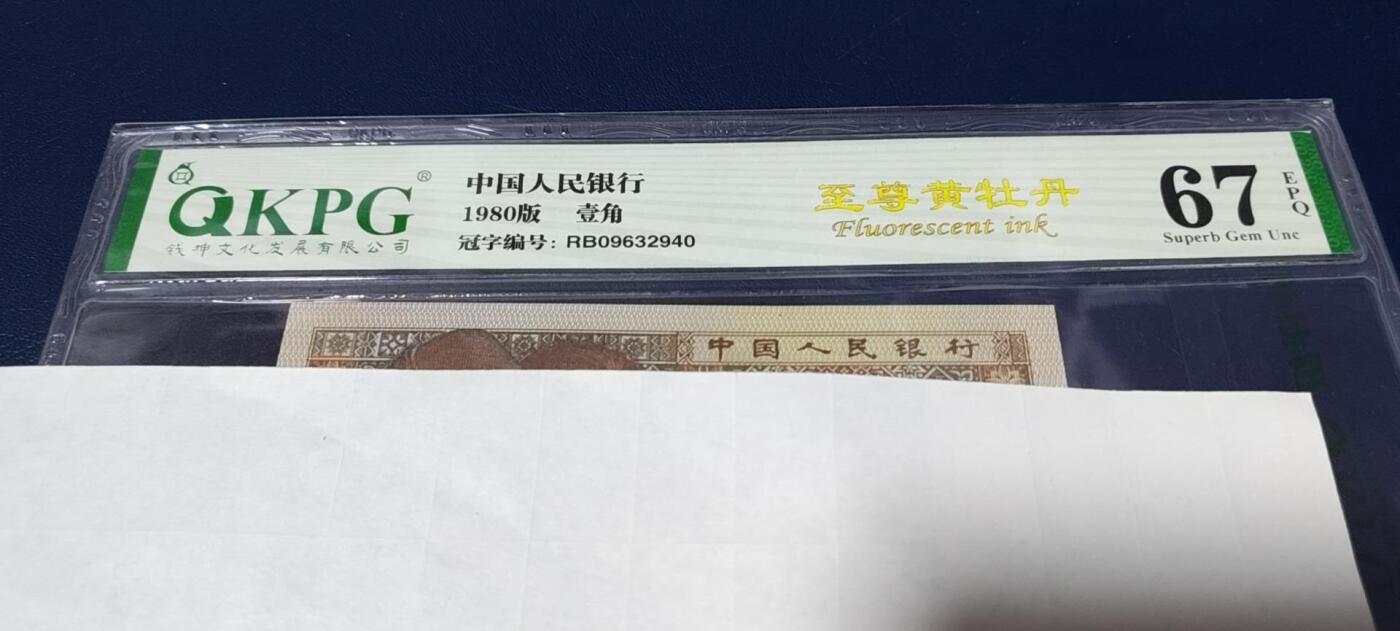 QKPG®
钱坤文化发展有限公司
中国人民银行
1980版 壹角
冠字编号: RB09632940
至尊黄牡丹
Fluorescent ink
67
EPQ
Superb Gem Unc
中国人民银行